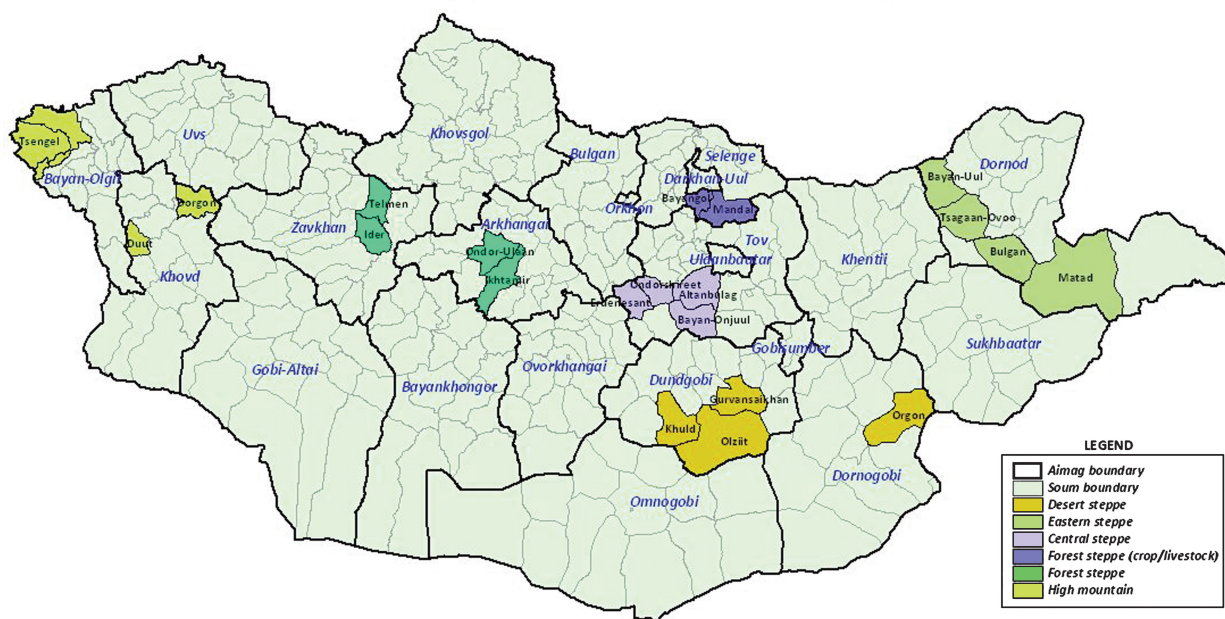 Tsengel
Bayan-Olgii
Uvs
Dorgon
Duut
Khovd
Khovsgol
Telmen
Zavkhan
Ider
Arkhangai
Ondor-Ulaan
Ikhtamir
Bulgan
Orkhon
Selenge
Darkhan-Uul
Bayangol
Mandal
Tov
Ulaanbaatar
Ondorshireet
Erdenesant
Altanbulag
Bayan-Onjuul
Khentii
Dornod
Bayan-Uul
Tsagaan-Ovoo
Bulgan
Matad
Sukhbaatar
Gobi-Altai
Bayankhongor
Ovorkhangai
Gobisumber
Dundgobi
Gurvansaikhan
Khuld
Olziit
Orgon
Dornogobi
Omnogobi
LEGEND
Aimag boundary
Soum boundary
Desert steppe
Eastern steppe
Central steppe
Forest steppe (crop/livestock)
Forest steppe
High mountain